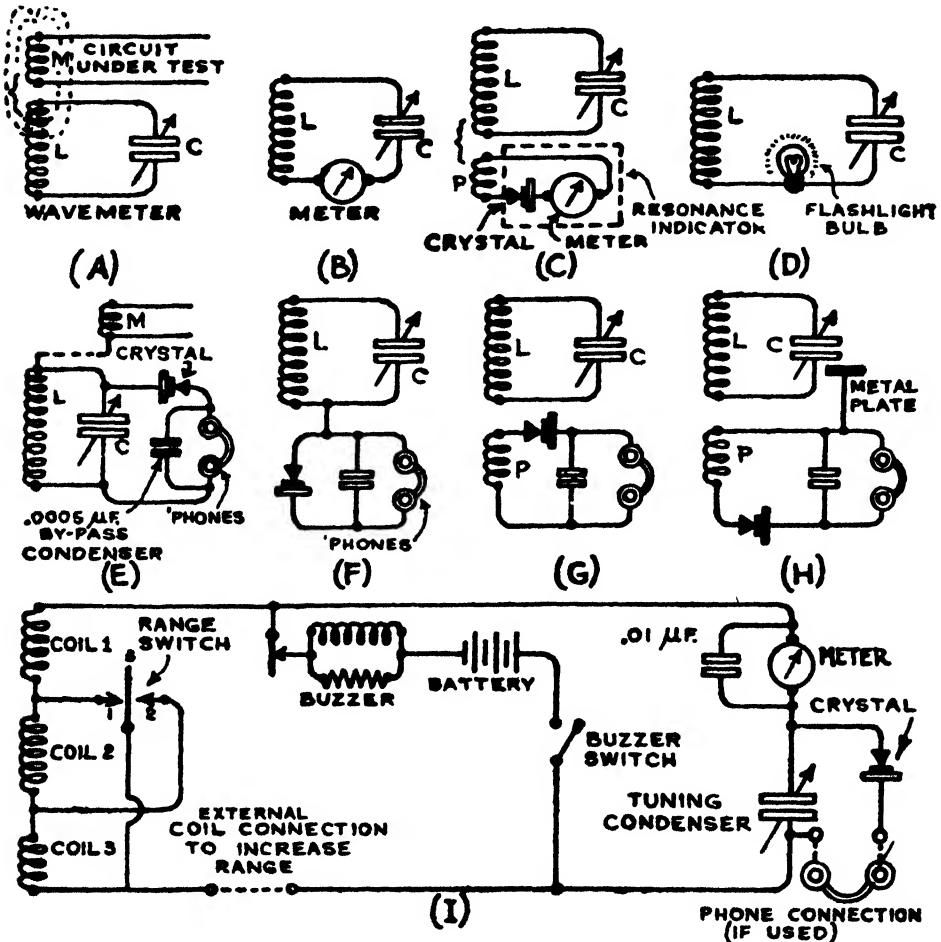 M CIRCUIT
UNDER TEST
L
C
WAVEMETER
(A)
L
C
METER
(B)
L
C
P
CRYSTAL METER
RESONANCE
INDICATOR
(C)
L
C
FLASHLIGHT
BULB
(D)
M
CRYSTAL
L
C
.0005 µF.
BY-PASS
CONDENSER
'PHONES
(E)
L
C
'PHONES
(F)
L
C
P
(G)
L
C
METAL
PLATE
P
(H)
COIL 1
RANGE
SWITCH
S
1 2
COIL 2
COIL 3
BUZZER
BATTERY
BUZZER
SWITCH
EXTERNAL
COIL CONNECTION
TO INCREASE
RANGE
.01 µF.
METER
CRYSTAL
TUNING
CONDENSER
PHONE CONNECTION
(IF USED)
(I)